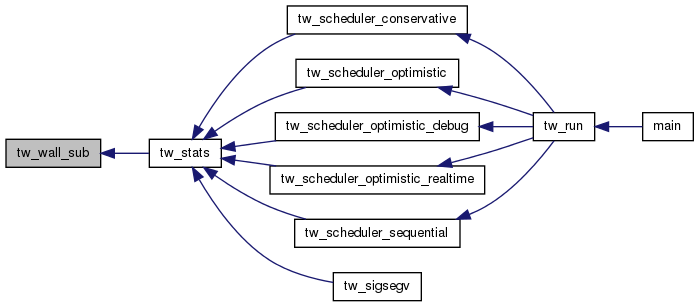 tw_scheduler_conservative
tw_scheduler_optimistic
tw_scheduler_optimistic_debug
tw_run
main
tw_wall_sub
tw_stats
tw_scheduler_optimistic_realtime
tw_scheduler_sequential
tw_sigsegv